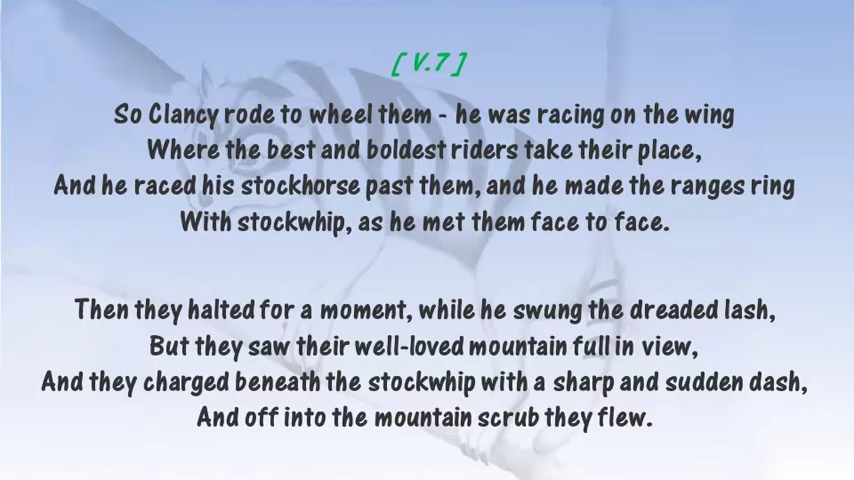 [ V.7 ]
So Clancy rode to wheel them - he was racing on the wing
Where the best and boldest riders take their place,
And he raced his stockhorse past them, and he made the ranges ring
With stockwhip, as he met them face to face.
Then they halted for a moment, while he swung the dreaded lash,
But they saw their well-loved mountain full in view,
And they charged beneath the stockwhip with a sharp and sudden dash,
And off into the mountain scrub they flew.